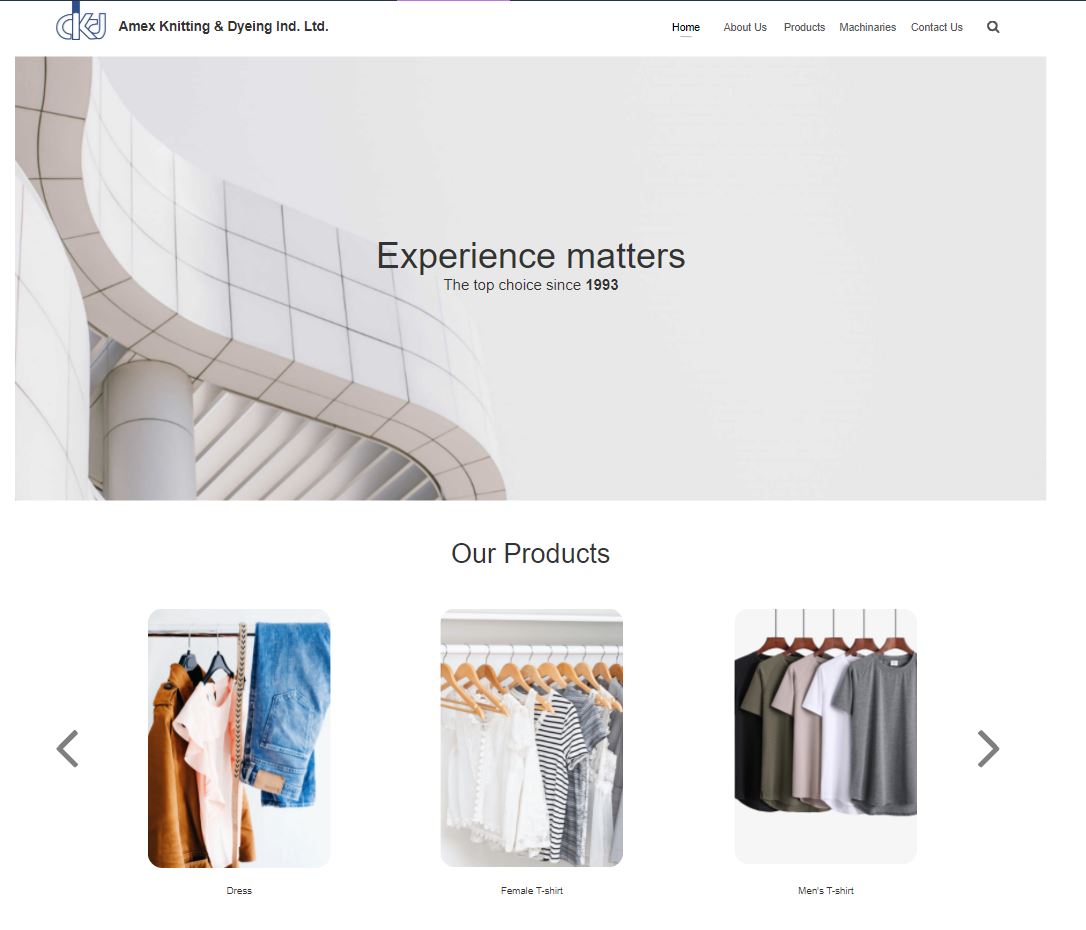 Amex Knitting & Dyeing Ind. Ltd.
Home About Us Products Machinaries Contact Us
Experience matters
The top choice since 1993
Our Products
Dress Female T-shirt Men's T-shirt